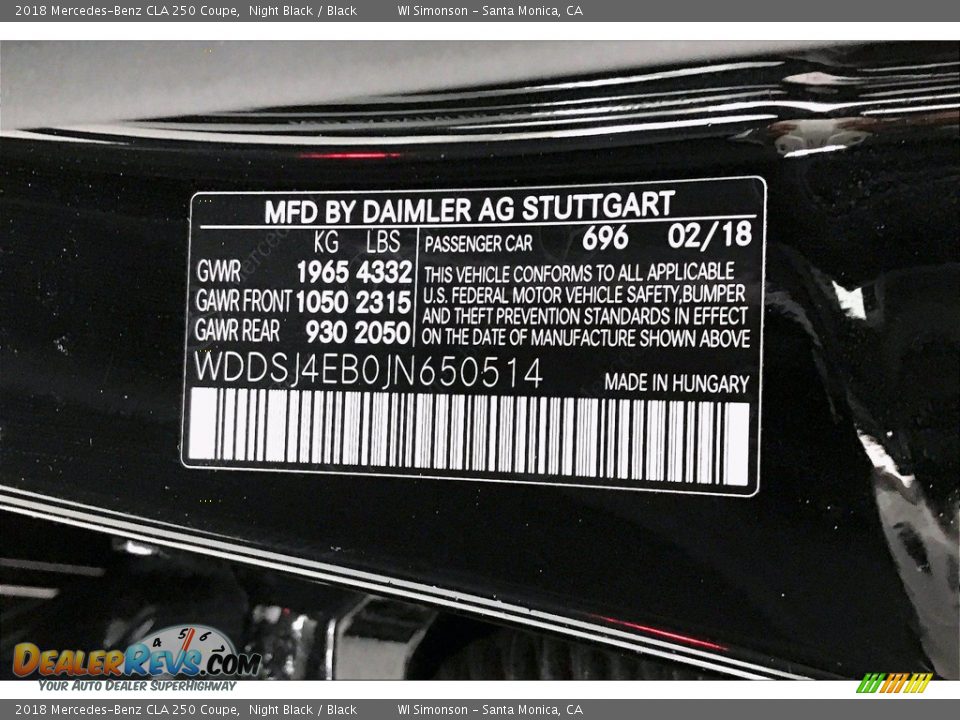 2018 Mercedes-Benz CLA 250 Coupe, Night Black / Black WI Simonson - Santa Monica, CA
MFD BY DAIMLER AG STUTTGART
KG LBS PASSENGER CAR 696 02/18
GVWR 1965 4332
GAWR FRONT 1050 2315
GAWR REAR 930 2050
THIS VEHICLE CONFORMS TO ALL APPLICABLE
U.S. FEDERAL MOTOR VEHICLE SAFETY, BUMPER
AND THEFT PREVENTION STANDARDS IN EFFECT
ON THE DATE OF MANUFACTURE SHOWN ABOVE
WDDSJ4EB0JN650514
MADE IN HUNGARY
4 5 6
DEALERREVS.COM
YOUR AUTO DEALER SUPERHIGHWAY
2018 Mercedes-Benz CLA 250 Coupe, Night Black / Black WI Simonson - Santa Monica, CA